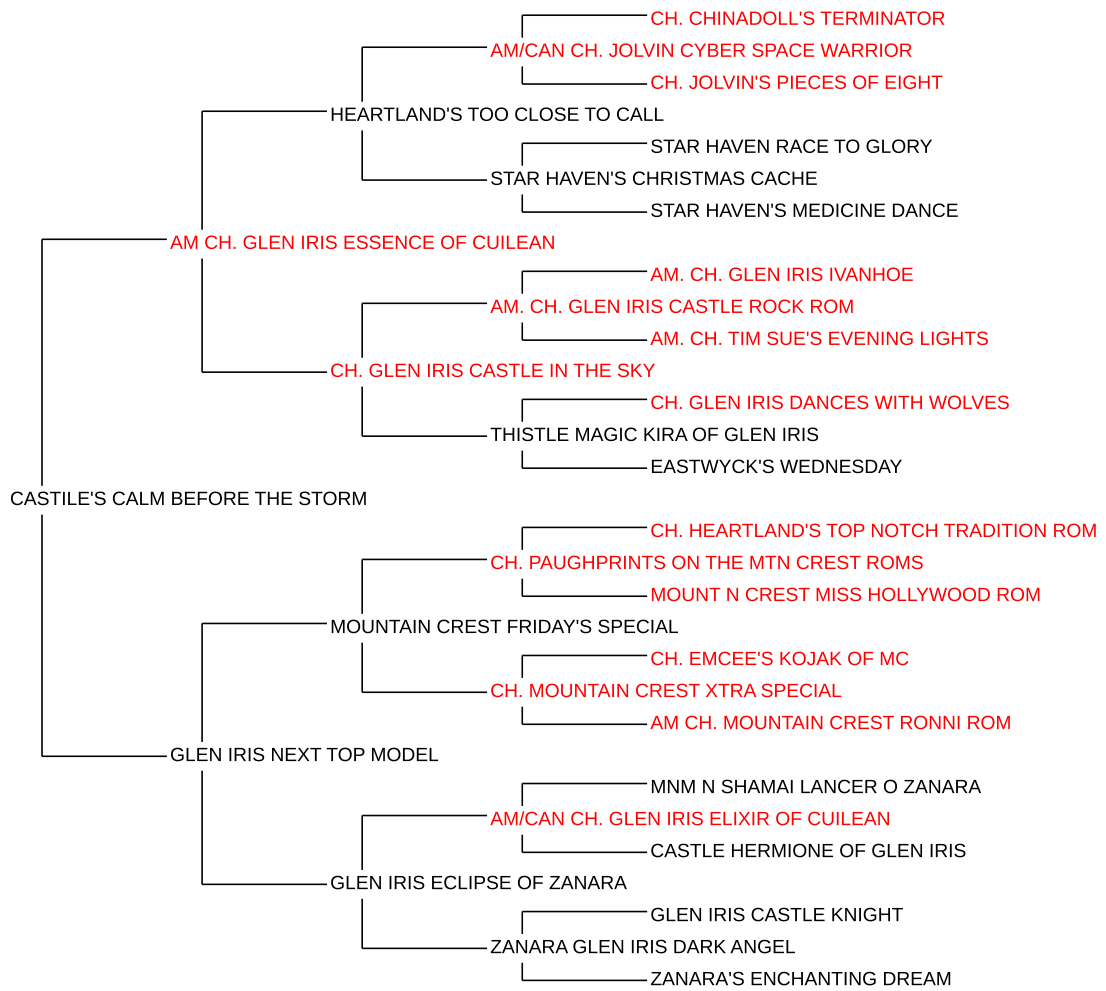 CH. CHINADOLL'S TERMINATOR
AM/CAN CH. JOLVIN CYBER SPACE WARRIOR
CH. JOLVIN'S PIECES OF EIGHT
HEARTLAND'S TOO CLOSE TO CALL
STAR HAVEN RACE TO GLORY
STAR HAVEN'S CHRISTMAS CACHE
STAR HAVEN'S MEDICINE DANCE
AM CH. GLEN IRIS ESSENCE OF CUILEAN
AM. CH. GLEN IRIS IVANHOE
AM. CH. GLEN IRIS CASTLE ROCK ROM
AM. CH. TIM SUE'S EVENING LIGHTS
CH. GLEN IRIS CASTLE IN THE SKY
CH. GLEN IRIS DANCES WITH WOLVES
THISTLE MAGIC KIRA OF GLEN IRIS
EASTWYCK'S WEDNESDAY
CASTILE'S CALM BEFORE THE STORM
CH. HEARTLAND'S TOP NOTCH TRADITION ROM
CH. PAUGHPRINTS ON THE MTN CREST ROMS
MOUNT N CREST MISS HOLLYWOOD ROM
MOUNTAIN CREST FRIDAY'S SPECIAL
CH. EMCEE'S KOJAK OF MC
CH. MOUNTAIN CREST XTRA SPECIAL
AM CH. MOUNTAIN CREST RONNI ROM
GLEN IRIS NEXT TOP MODEL
MNM N SHAMAI LANCER O ZANARA
AM/CAN CH. GLEN IRIS ELIXIR OF CUILEAN
CASTLE HERMIONE OF GLEN IRIS
GLEN IRIS ECLIPSE OF ZANARA
GLEN IRIS CASTLE KNIGHT
ZANARA GLEN IRIS DARK ANGEL
ZANARA'S ENCHANTING DREAM